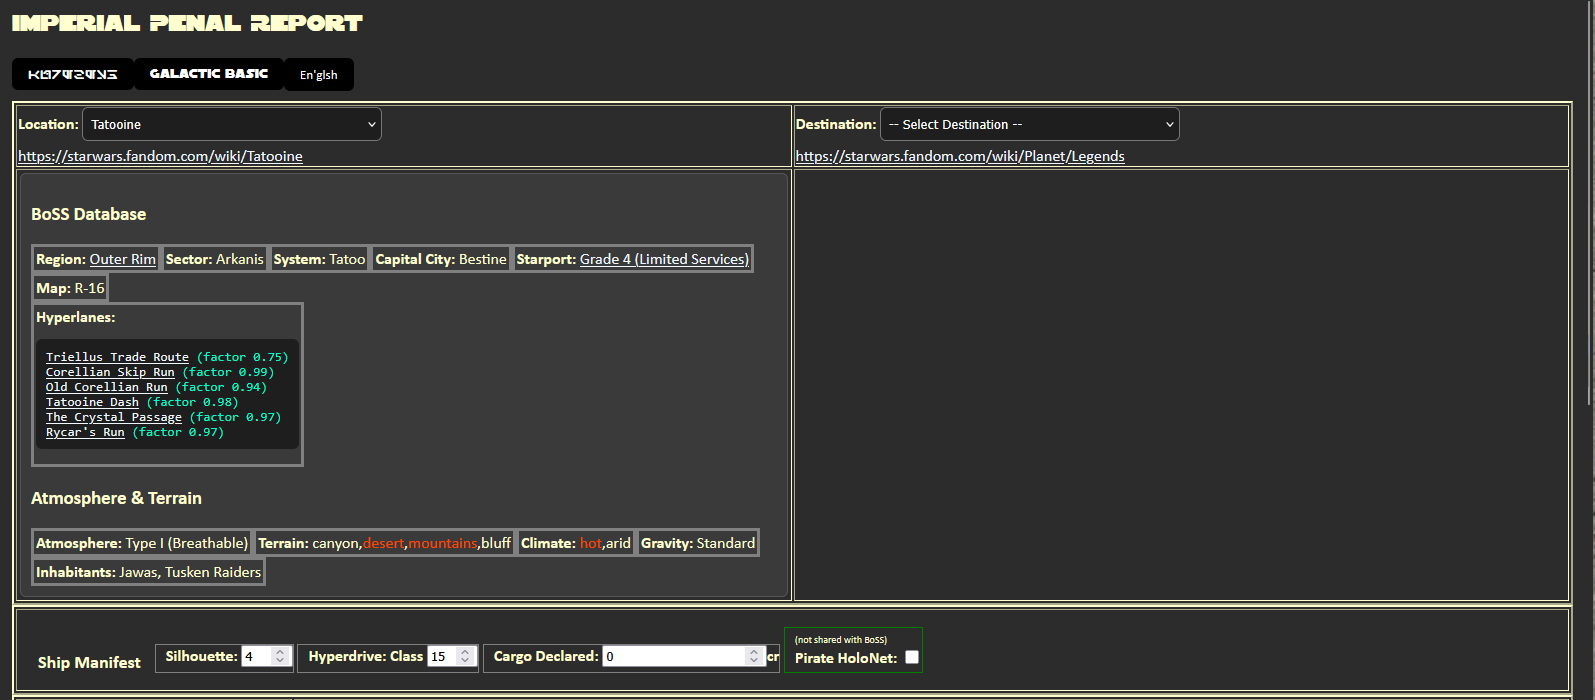 IMPERIAL PENAL REPORT
GALACTIC BASIC En'glsh
Location: Tatooine
https://starwars.fandom.com/wiki/Tatooine
Destination: -- Select Destination --
https://starwars.fandom.com/wiki/Planet/Legends
BoSS Database
Region: Outer Rim Sector: Arkanis System: Tatoo Capital City: Bestine Starport: Grade 4 (Limited Services)
Map: R-16
Hyperlanes:
Triellus Trade Route (factor 0.75)
Corellian Skip Run (factor 0.99)
Old Corellian Run (factor 0.94)
Tatooine Dash (factor 0.98)
The Crystal Passage (factor 0.97)
Rycar's Run (factor 0.97)
Atmosphere & Terrain
Atmosphere: Type I (Breathable) Terrain: canyon,desert,mountains,bluff Climate: hot,arid Gravity: Standard
Inhabitants: Jawas, Tusken Raiders
Ship Manifest Silhouette: 4 Hyperdrive: Class 15 Cargo Declared: 0 cr
(not shared with BoSS)
Pirate HoloNet: